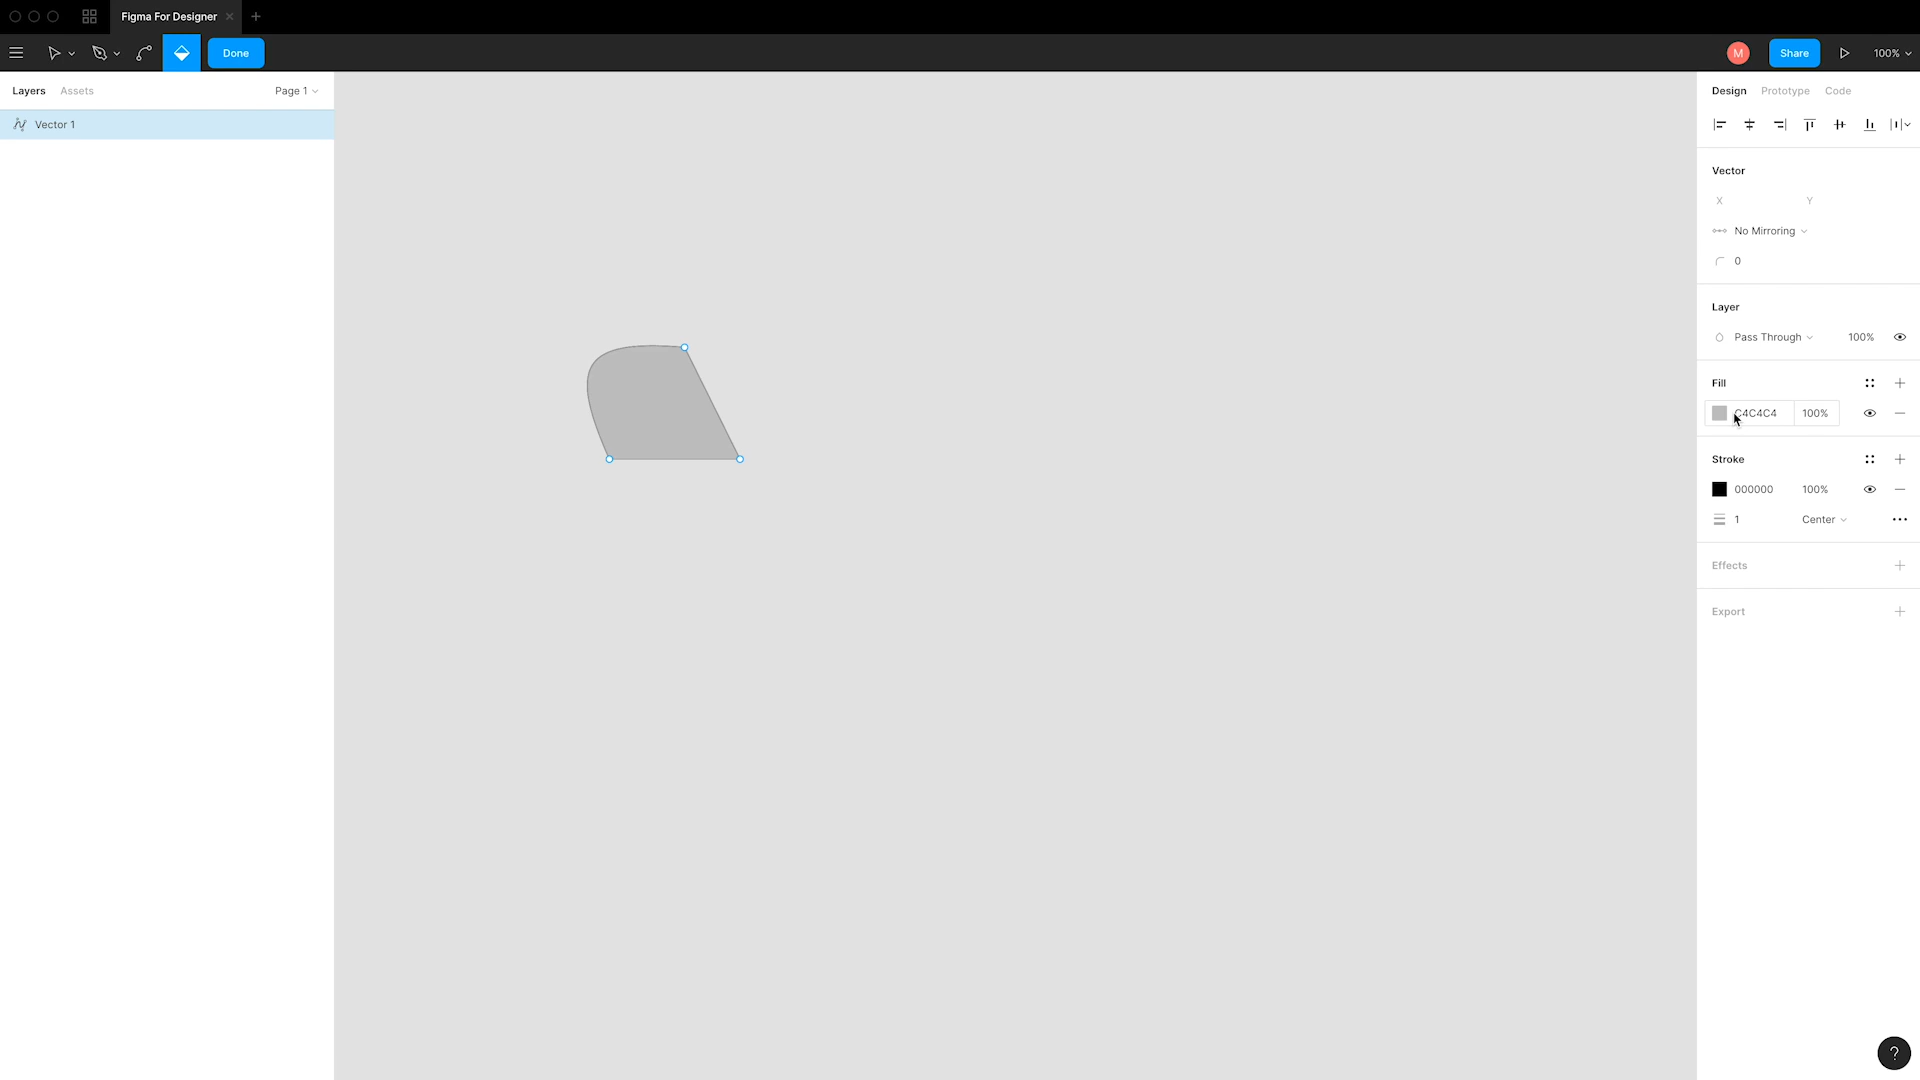 Figma For Designer
Done
M
Share
100%
Layers
Assets
Page 1
Vector 1
Design
Prototype
Code
Vector
X
Y
No Mirroring
0
Layer
Pass Through
100%
Fill
C4C4C4
100%
Stroke
000000
100%
1
Center
Effects
Export
?